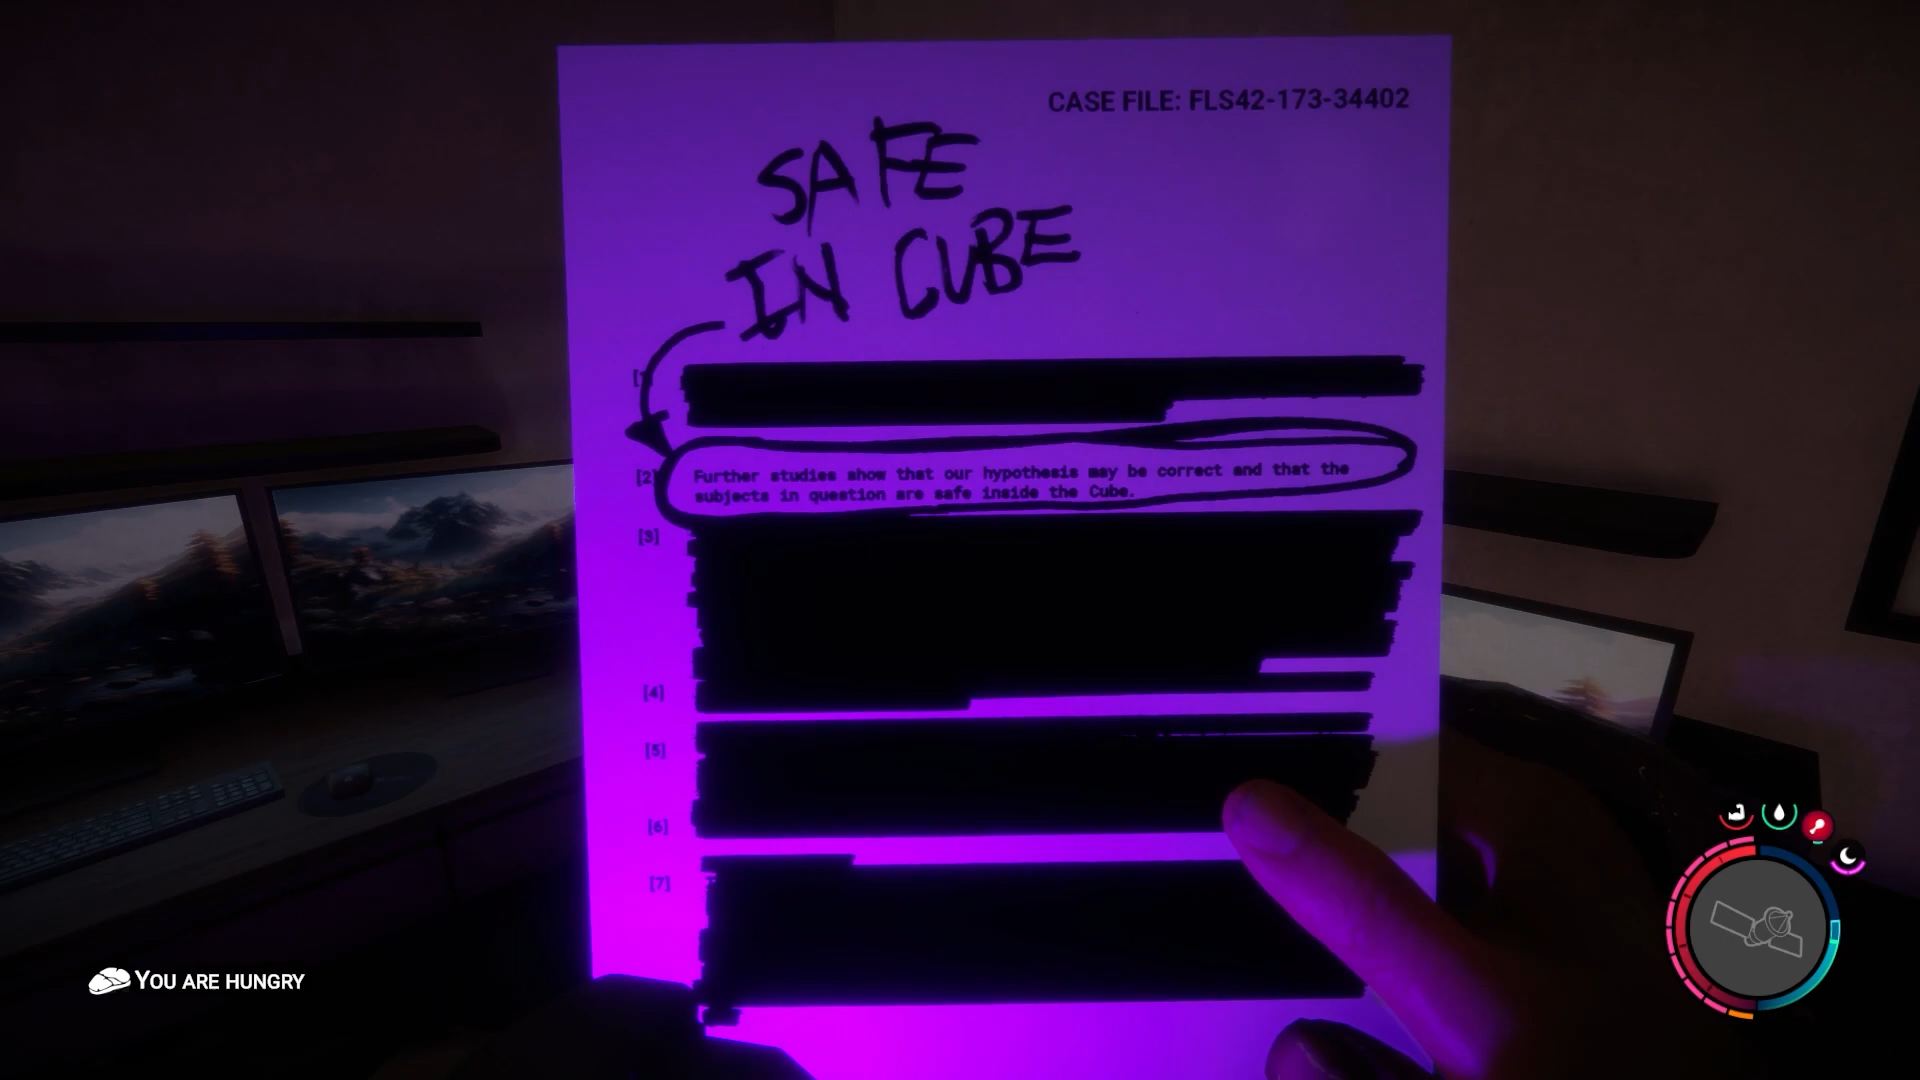 CASE FILE: FLS42-173-34402
SAFE
IN CUBE
[1]
[2] Further studies show that our hypothesis may be correct and that the
subjects in question are safe inside the Cube.
[3]
[4]
[5]
[6]
[7]
YOU ARE HUNGRY